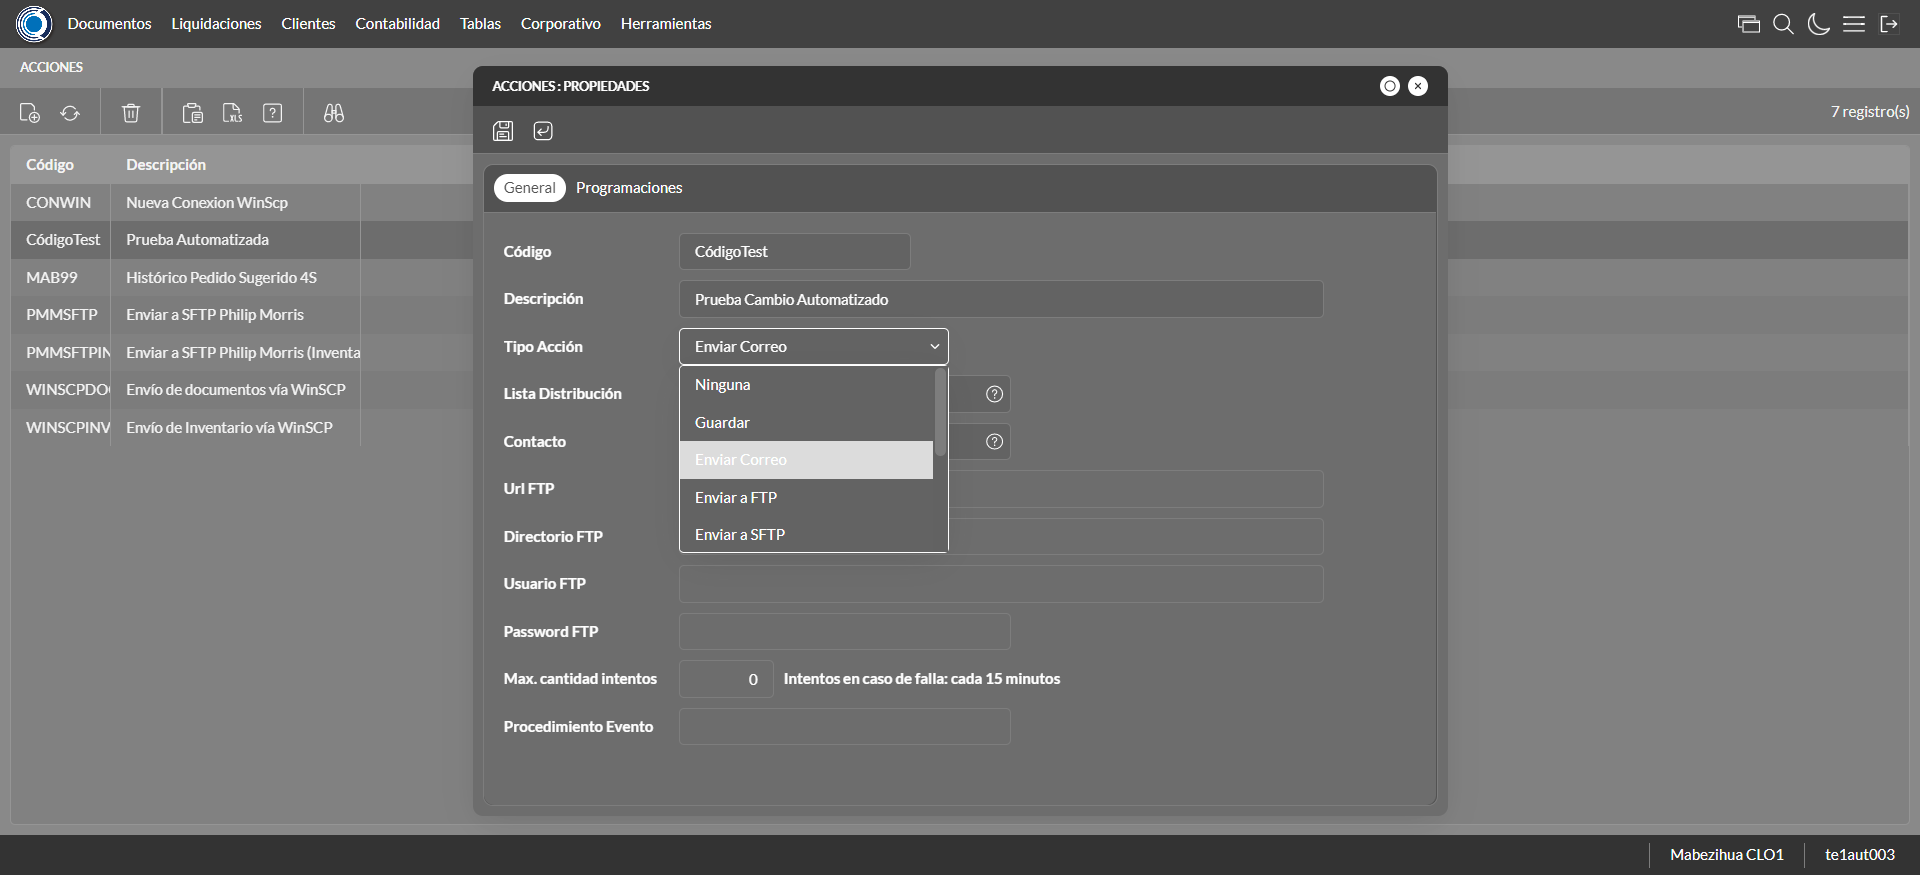 Documentos Liquidaciones Clientes Contabilidad Tablas Corporativo Herramientas
ACCIONES
XLS
7 registro(s)
Código Descripción
CONWIN Nueva Conexion WinScp
CódigoTest Prueba Automatizada
MAB99 Histórico Pedido Sugerido 4S
PMMSFTP Enviar a SFTP Philip Morris
PMMSFTPIN Enviar a SFTP Philip Morris (Inventa
WINSCPDO Envío de documentos vía WinSCP
WINSCPINV Envío de Inventario vía WinSCP
ACCIONES : PROPIEDADES
General Programaciones
Código CódigoTest
Descripción Prueba Cambio Automatizado
Tipo Acción Enviar Correo
Ninguna
Guardar
Enviar Correo
Enviar a FTP
Enviar a SFTP
Lista Distribución
Contacto
Url FTP
Directorio FTP
Usuario FTP
Password FTP
Max. cantidad intentos 0 Intentos en caso de falla: cada 15 minutos
Procedimiento Evento
Mabezihua CLO1 te1aut003